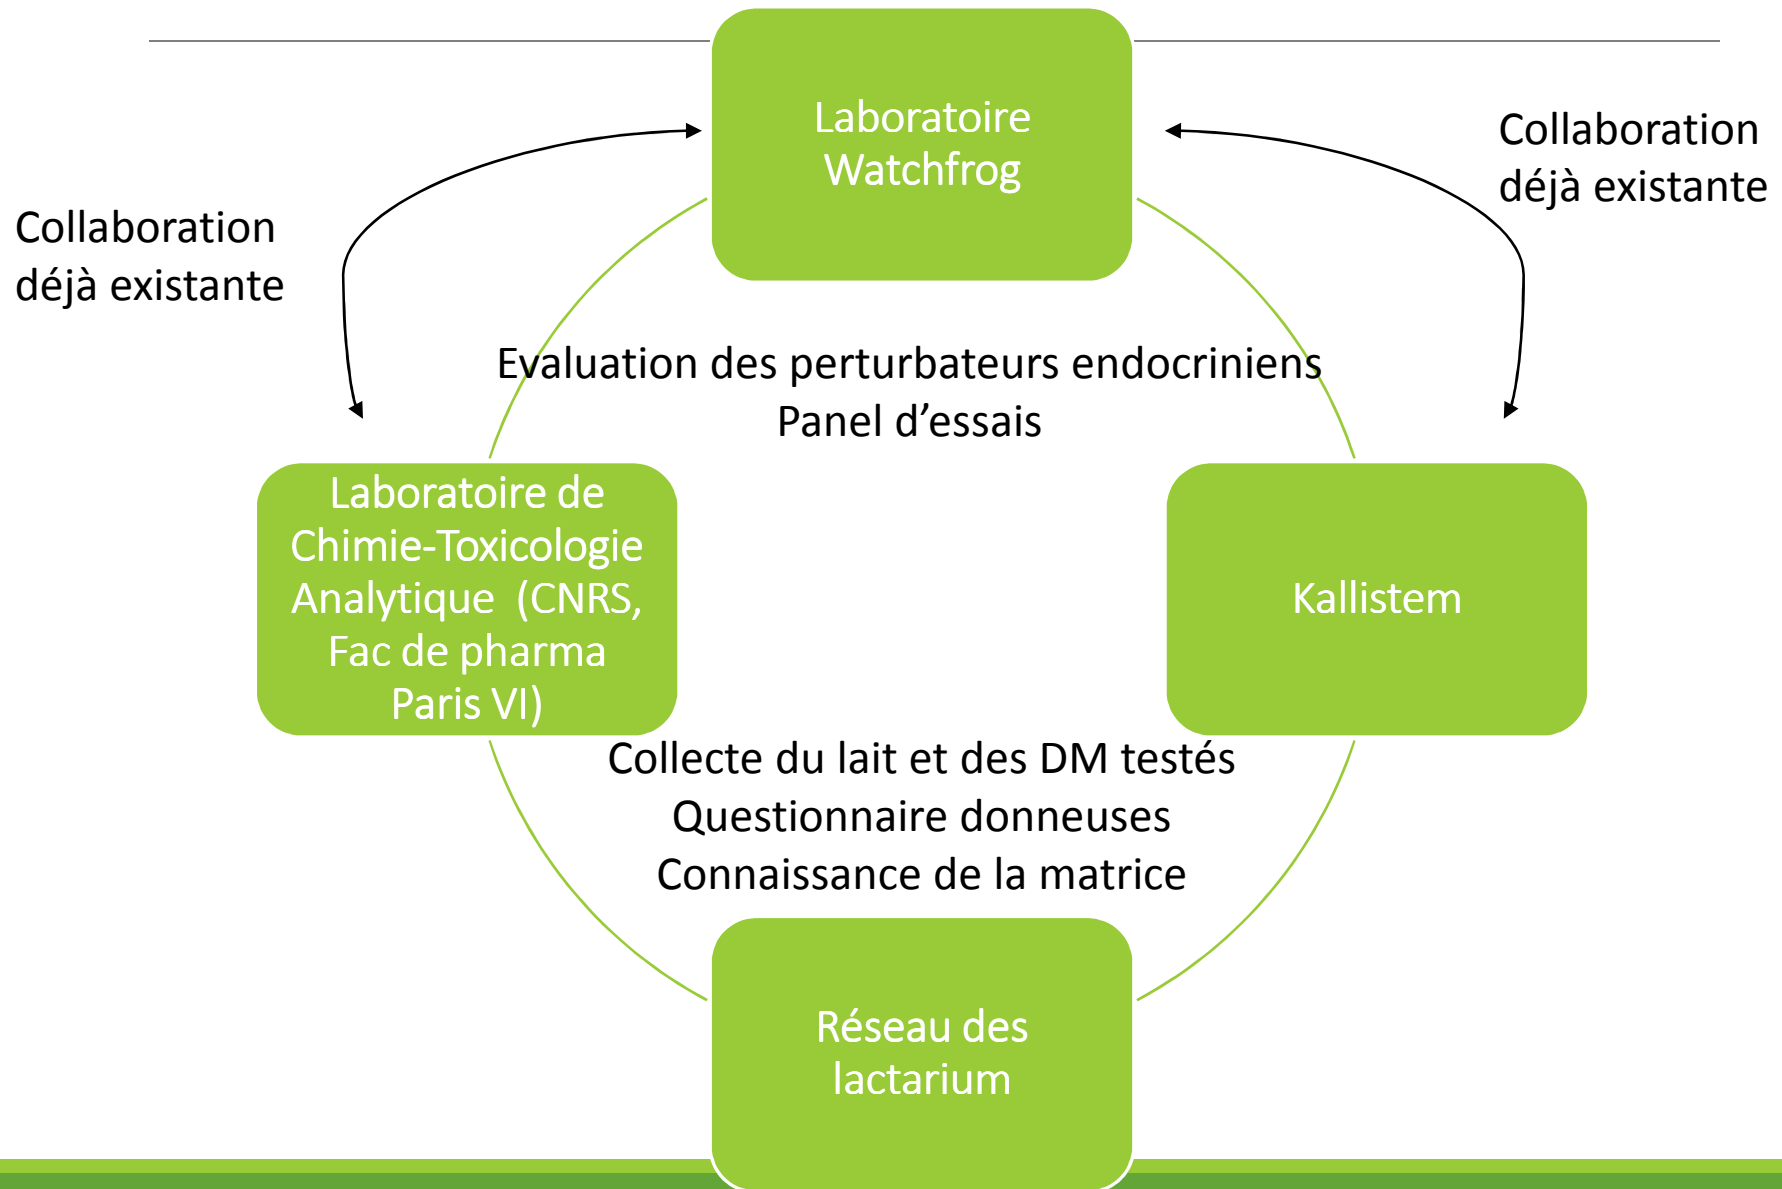 Laboratoire
Watchfrog
Collaboration
déjà existante
Collaboration
déjà existante
Evaluation des perturbateurs endocriniens
Panel d’essais
Laboratoire de
Chimie-Toxicologie
Analytique (CNRS,
Fac de pharma
Paris VI)
Kallistem
Collecte du lait et des DM testés
Questionnaire donneuses
Connaissance de la matrice
Réseau des
lactarium